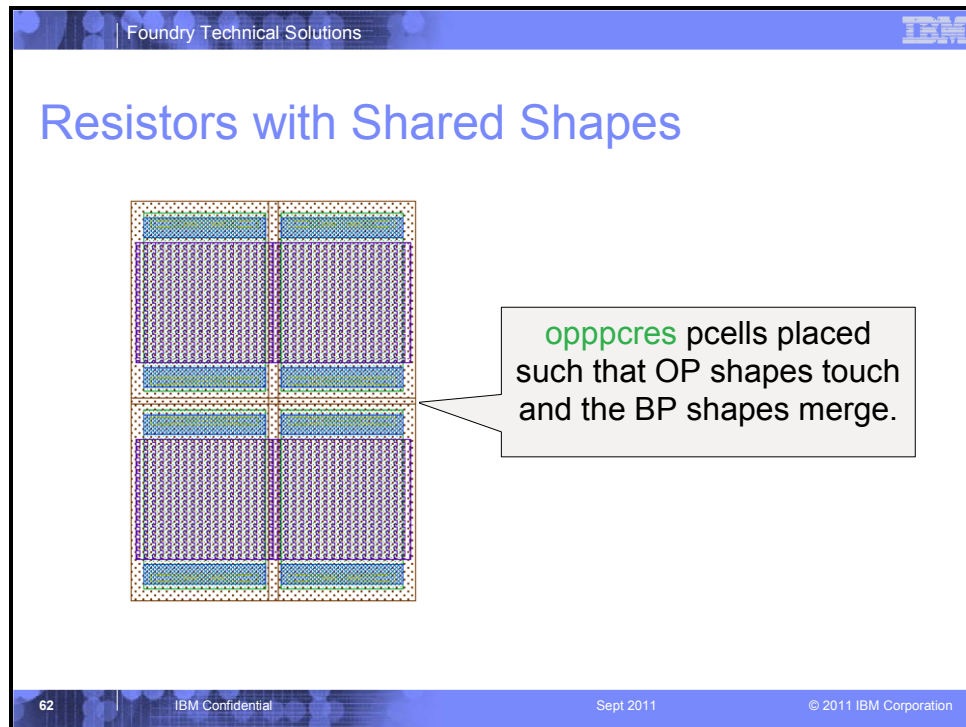 Foundry Technical Solutions
IBM
Resistors with Shared Shapes
opppcres pcells placed
such that OP shapes touch
and the BP shapes merge.
62
IBM Confidential
Sept 2011
© 2011 IBM Corporation